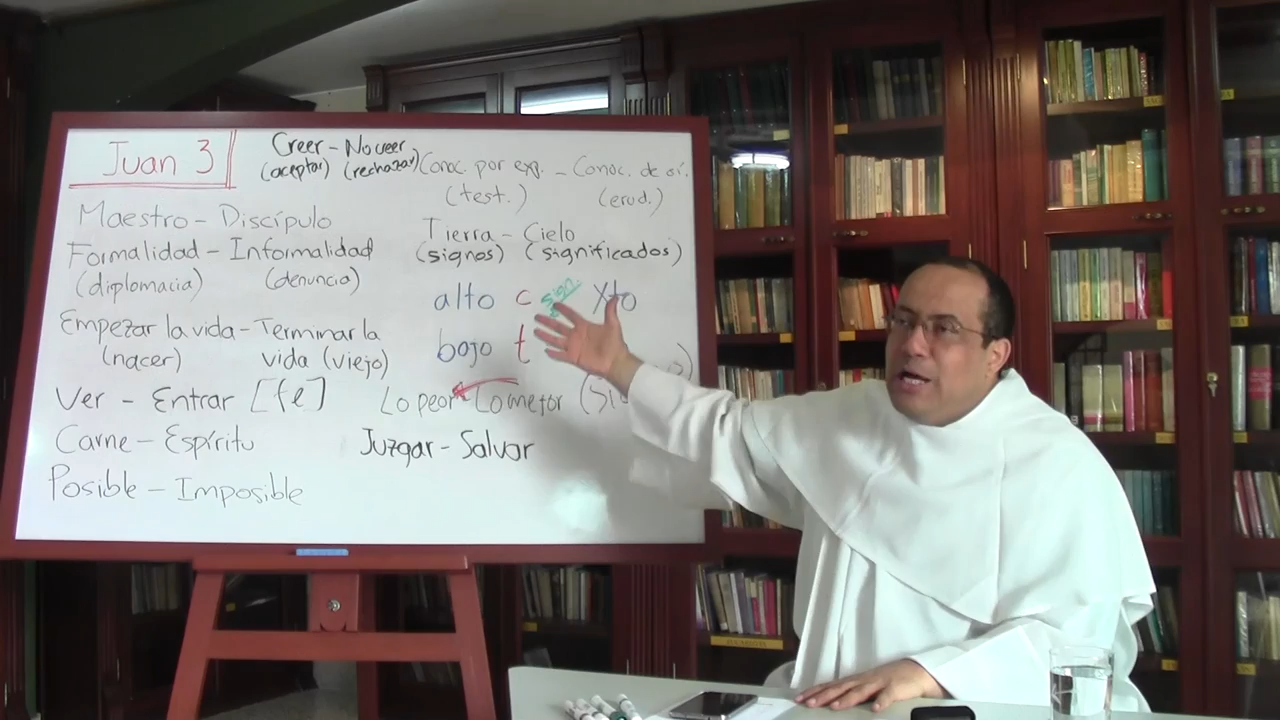 Juan 3
Creer - No creer
(aceptar) (rechazar)
Conoc. por exp. - Conoc. de oí.
(test.) (erud.)
Maestro - Discípulo
Formalidad - Informalidad
(diplomacia) (denuncia)
Empezar la vida - Terminar la
(nacer) vida (viejo)
Ver - Entrar [fe]
Carne - Espíritu
Posible - Imposible
Tierra - Cielo
(signos) (significados)
alto c sign. Xto
bajo t
Lo peor Lo mejor
Juzgar - Salvar